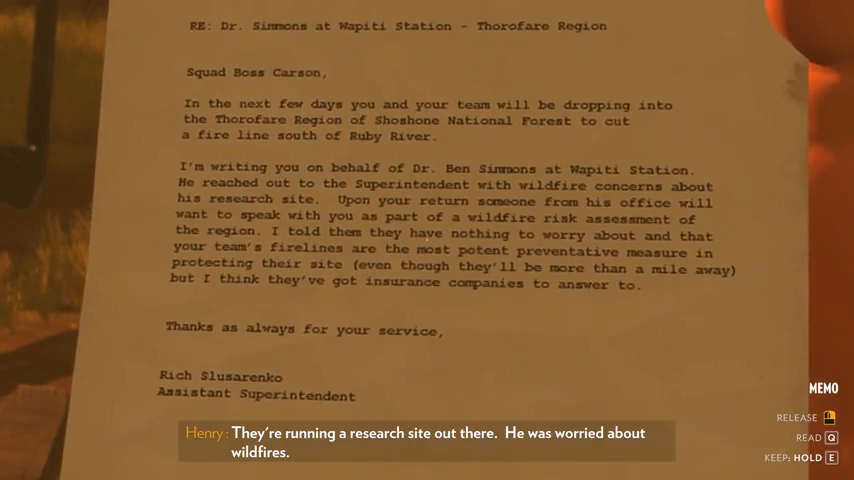 RE: Dr. Simmons at Wapiti Station - Thorofare Region
Squad Boss Carson,
In the next few days you and your team will be dropping into
the Thorofare Region of Shoshone National Forest to cut
a fire line south of Ruby River.
I'm writing you on behalf of Dr. Ben Simmons at Wapiti Station.
He reached out to the Superintendent with wildfire concerns about
his research site. Upon your return someone from his office will
want to speak with you as part of a wildfire risk assessment of
the region. I told them they have nothing to worry about and that
your team's firelines are the most potent preventative measure in
protecting their site (even though they'll be more than a mile away)
but I think they've got insurance companies to answer to.
Thanks as always for your service,
Rich Slusarenko
Assistant Superintendent
MEMO
RELEASE
READ Q
KEEP: HOLD E
Henry: They're running a research site out there. He was worried about
wildfires.